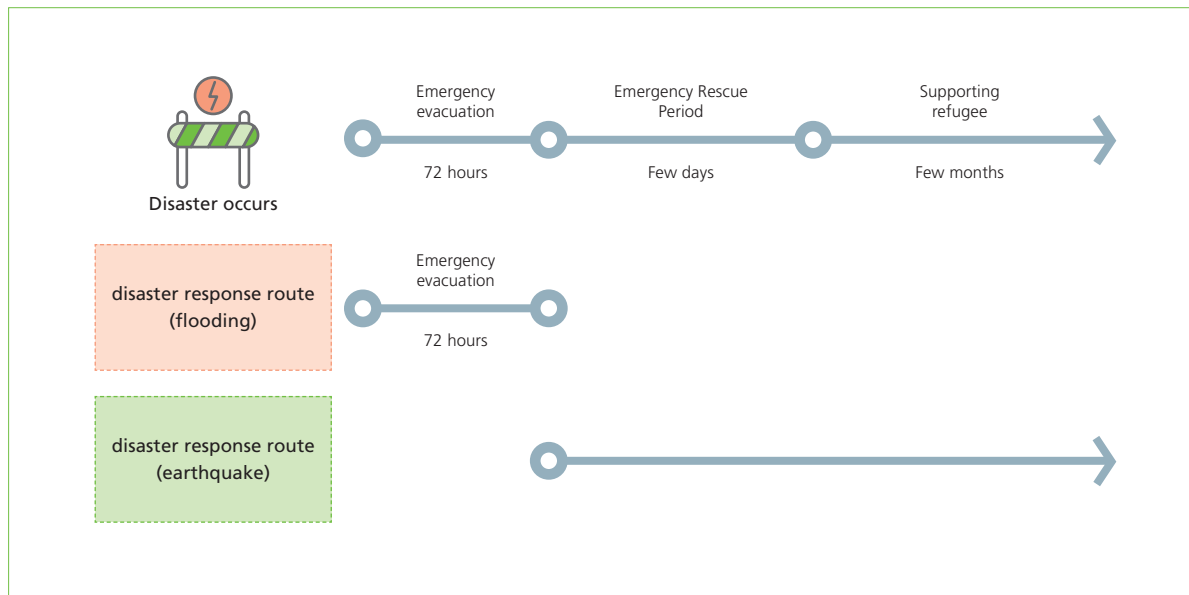 Emergency
evacuation
Emergency Rescue
Period
Supporting
refugee
72 hours
Few days
Few months
Disaster occurs
disaster response route
(flooding)
Emergency
evacuation
72 hours
disaster response route
(earthquake)